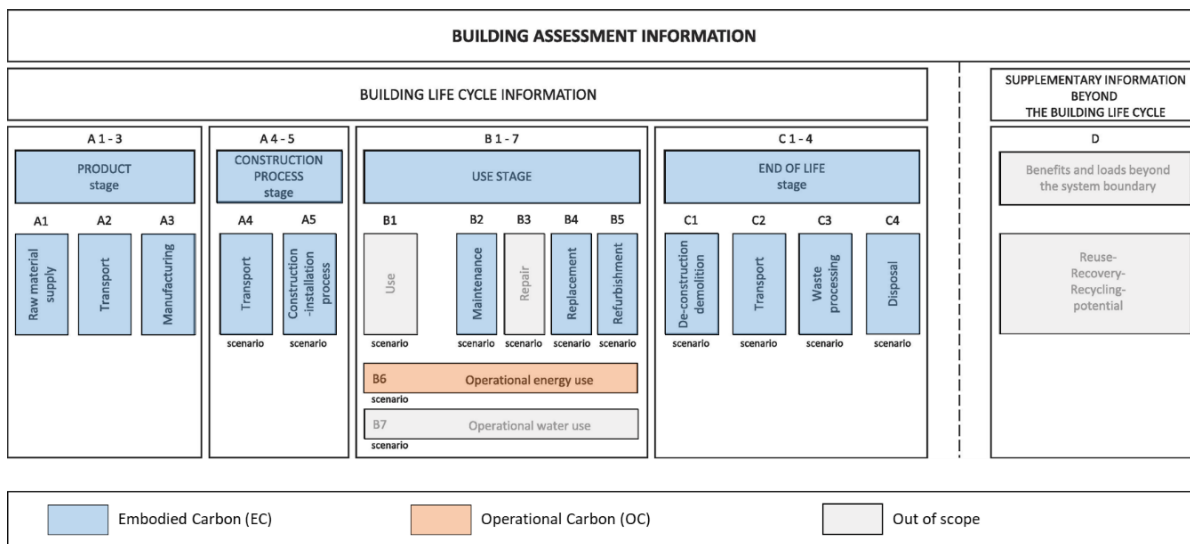 BUILDING ASSESSMENT INFORMATION
BUILDING LIFE CYCLE INFORMATION
SUPPLEMENTARY INFORMATION
BEYOND
THE BUILDING LIFE CYCLE
A 1 - 3
A 4 - 5
B 1 - 7
C 1 - 4
D
PRODUCT
stage
CONSTRUCTION
PROCESS
stage
USE STAGE
END OF LIFE
stage
Benefits and loads beyond
the system boundary
A1
A2
A3
A4
A5
B1
B2
B3
B4
B5
C1
C2
C3
C4
Raw material
supply
Transport
Manufacturing
Transport
Construction
-installation
process
Use
Maintenance
Repair
Replacement
Refurbishment
De-construction
demolition
Transport
Waste
processing
Disposal
Reuse-
Recovery-
Recycling-
potential
scenario
scenario
scenario
scenario
scenario
scenario
scenario
scenario
scenario
scenario
scenario
B6 Operational energy use
scenario
B7 Operational water use
scenario
Embodied Carbon (EC)
Operational Carbon (OC)
Out of scope